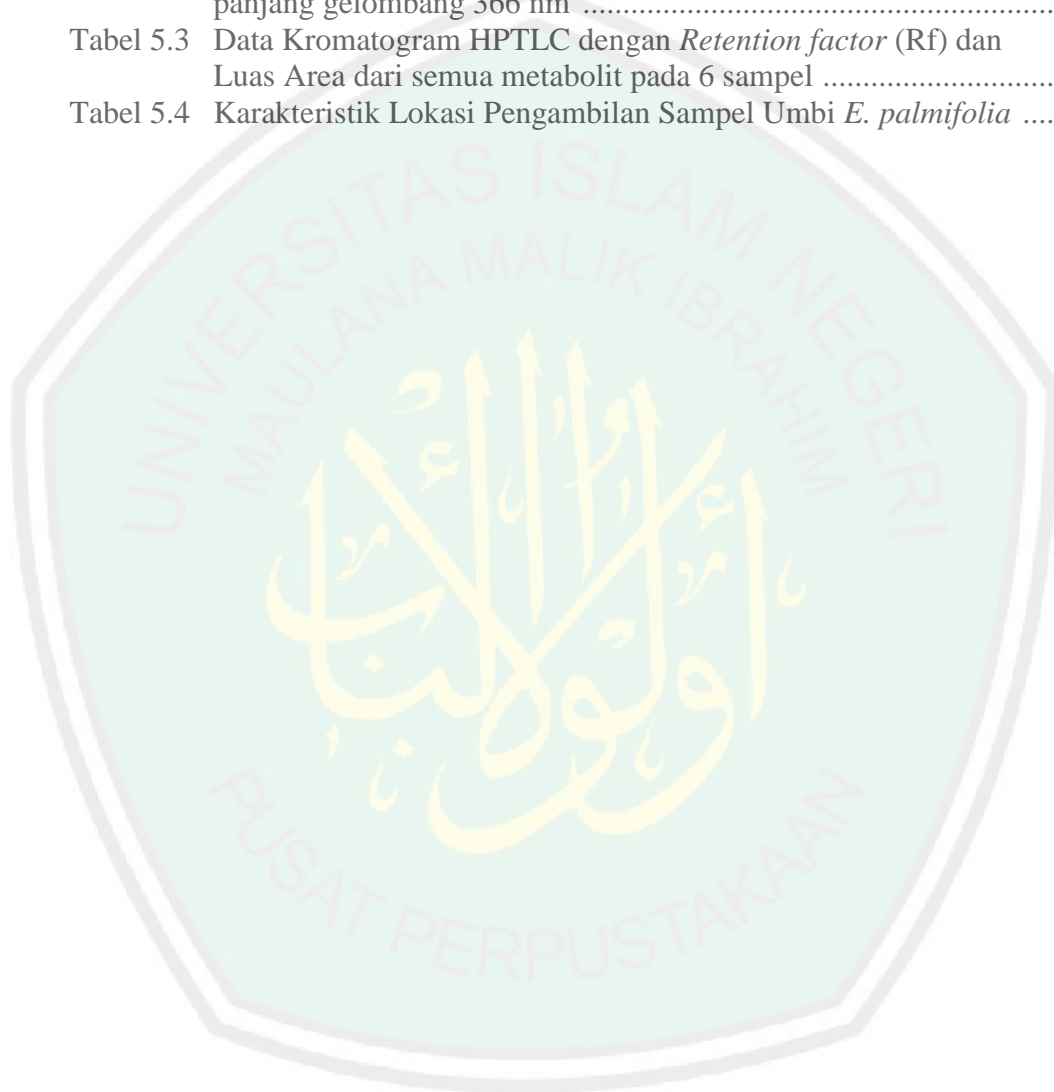 panjang gelombang 366 nm ........................................................
Tabel 5.3 Data Kromatogram HPTLC dengan Retention factor (Rf) dan
Luas Area dari semua metabolit pada 6 sampel ............................
Tabel 5.4 Karakteristik Lokasi Pengambilan Sampel Umbi E. palmifolia ....
UNIVERSITAS ISLAM NEGERI
MAULANA MALIK IBRAHIM
أولو الألباب
PUSAT PERPUSTAKAAN